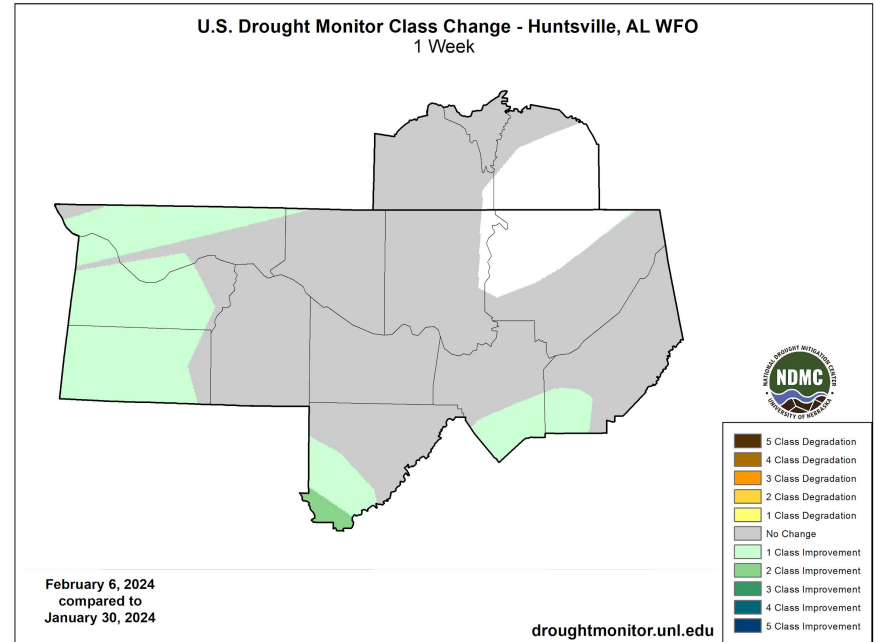 U.S. Drought Monitor Class Change - Huntsville, AL WFO
1 Week
NATIONAL DROUGHT MITIGATION CENTER
NDMC
UNIVERSITY OF NEBRASKA
5 Class Degradation
4 Class Degradation
3 Class Degradation
2 Class Degradation
1 Class Degradation
No Change
1 Class Improvement
2 Class Improvement
3 Class Improvement
4 Class Improvement
5 Class Improvement
February 6, 2024
compared to
January 30, 2024
droughtmonitor.unl.edu